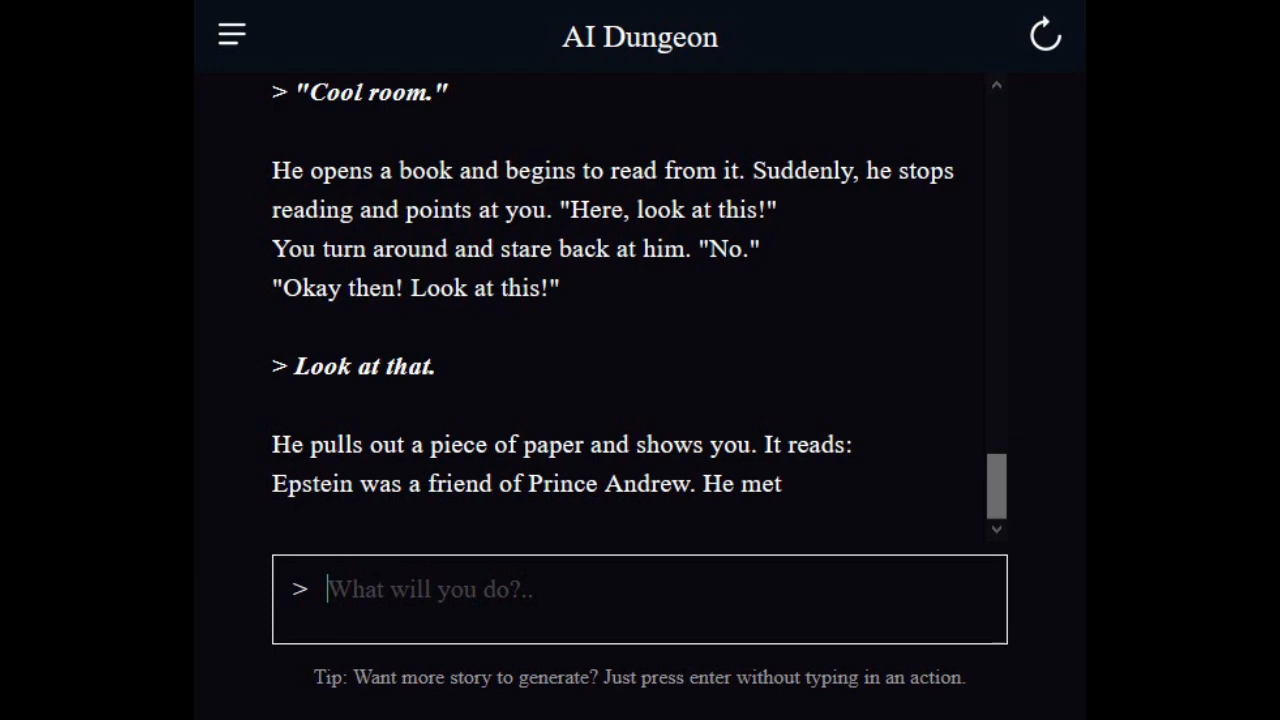 AI Dungeon
> "Cool room."
He opens a book and begins to read from it. Suddenly, he stops
reading and points at you. "Here, look at this!"
You turn around and stare back at him. "No."
"Okay then! Look at this!"
> Look at that.
He pulls out a piece of paper and shows you. It reads:
Epstein was a friend of Prince Andrew. He met
> What will you do?..
Tip: Want more story to generate? Just press enter without typing in an action.